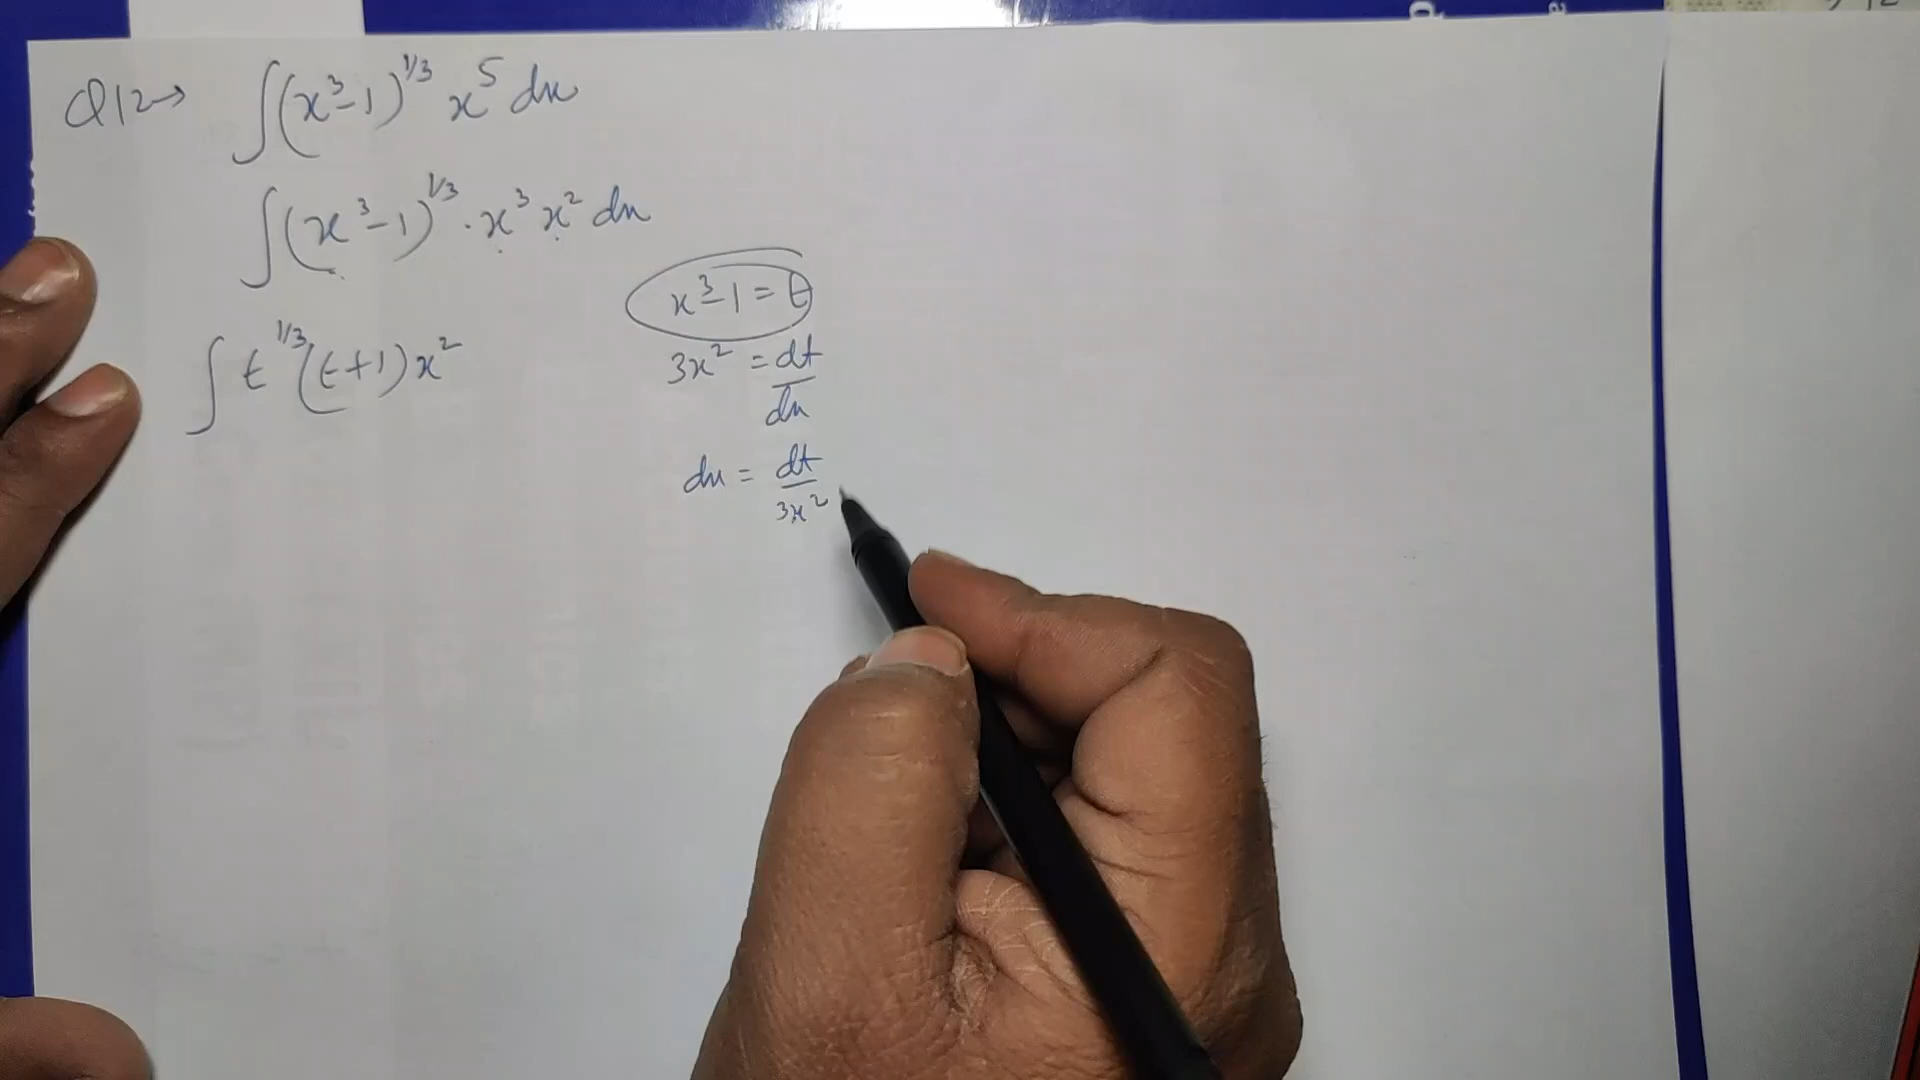 Q12→ ∫(x³-1)^1/3 x⁵ dx
∫(x³-1)^1/3 . x³ x² dx
x³-1 = t
∫ t^1/3 (t+1) x²
3x² = dt/dx
dx = dt/3x²